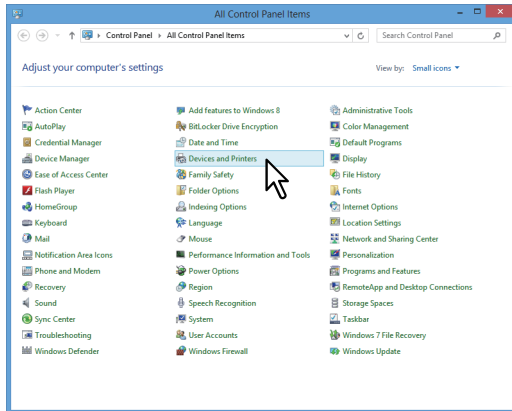 All Control Panel Items
Control Panel All Control Panel Items Search Control Panel
Adjust your computer's settings View by: Small icons
Action Center Add features to Windows 8 Administrative Tools
AutoPlay BitLocker Drive Encryption Color Management
Credential Manager Date and Time Default Programs
Device Manager Devices and Printers Display
Ease of Access Center Family Safety File History
Flash Player Folder Options Fonts
HomeGroup Indexing Options Internet Options
Keyboard Language Location Settings
Mail Mouse Network and Sharing Center
Notification Area Icons Performance Information and Tools Personalization
Phone and Modem Power Options Programs and Features
Recovery Region RemoteApp and Desktop Connections
Sound Speech Recognition Storage Spaces
Sync Center System Taskbar
Troubleshooting User Accounts Windows 7 File Recovery
Windows Defender Windows Firewall Windows Update